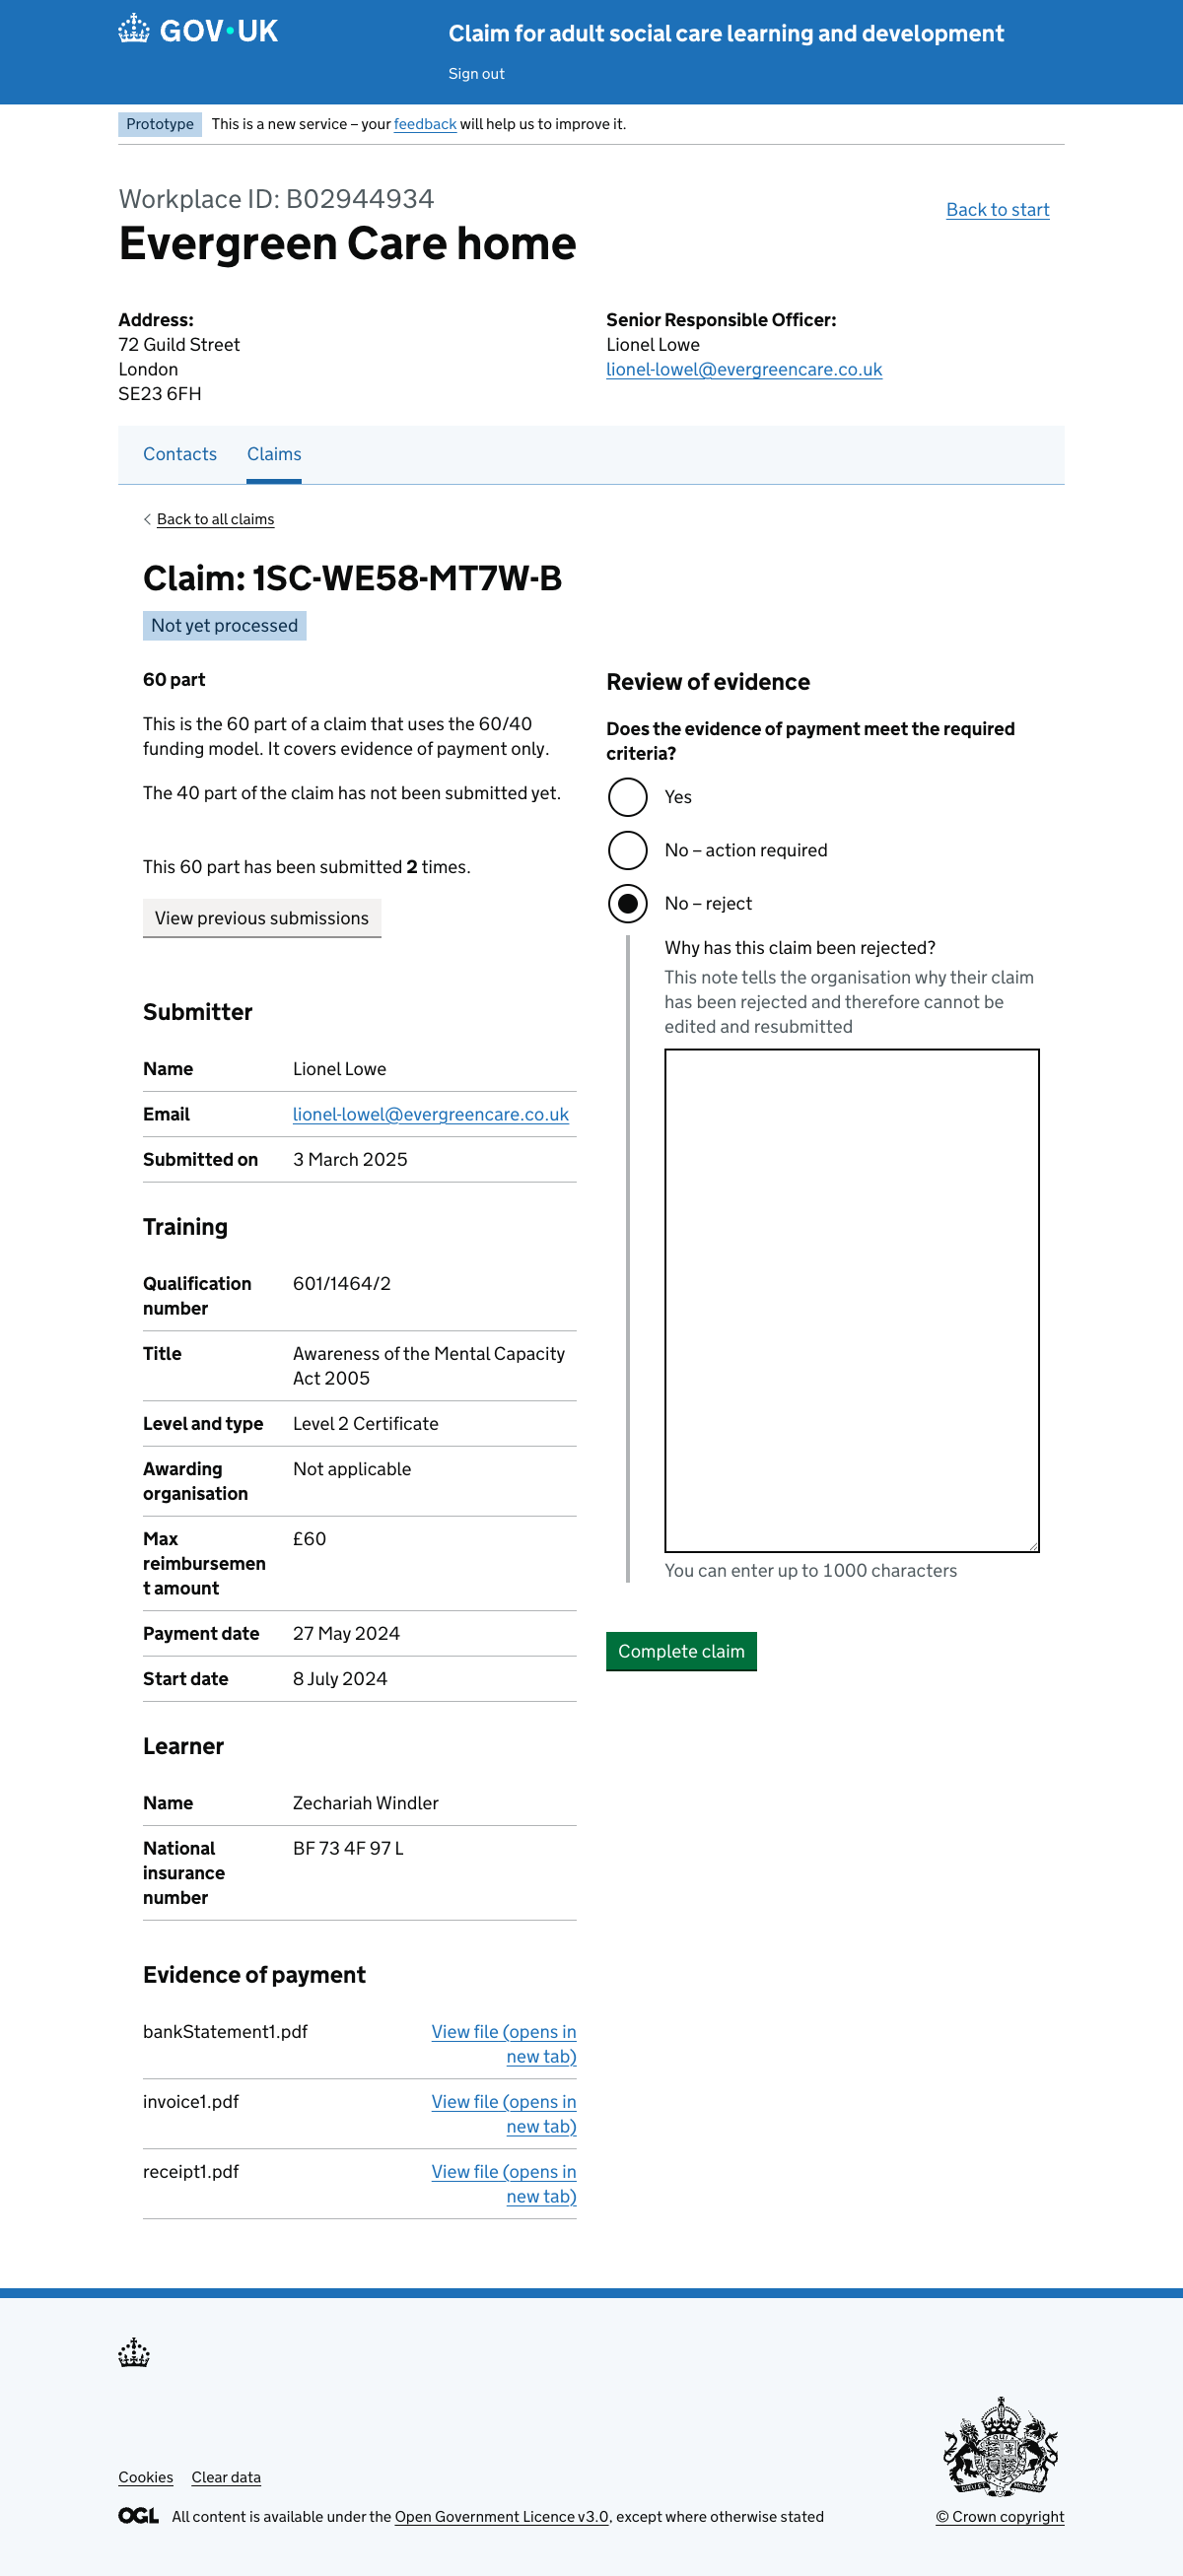 GOV·UK
Claim for adult social care learning and development
Sign out
Prototype
This is a new service – your feedback will help us to improve it.
Workplace ID: B02944934
Evergreen Care home
Back to start
Address:
72 Guild Street
London
SE23 6FH
Senior Responsible Officer:
Lionel Lowe
lionel-lowel@evergreencare.co.uk
Contacts
Claims
Back to all claims
Claim: 1SC-WE58-MT7W-B
Not yet processed
60 part
This is the 60 part of a claim that uses the 60/40
funding model. It covers evidence of payment only.
The 40 part of the claim has not been submitted yet.
This 60 part has been submitted 2 times.
View previous submissions
Submitter
Name
Lionel Lowe
Email
lionel-lowel@evergreencare.co.uk
Submitted on
3 March 2025
Training
Qualification
number
601/1464/2
Title
Awareness of the Mental Capacity
Act 2005
Level and type
Level 2 Certificate
Awarding
organisation
Not applicable
Max
reimbursemen
t amount
£60
Payment date
27 May 2024
Start date
8 July 2024
Learner
Name
Zechariah Windler
National
insurance
number
BF 73 4F 97 L
Evidence of payment
bankStatement1.pdf
View file (opens in
new tab)
invoice1.pdf
View file (opens in
new tab)
receipt1.pdf
View file (opens in
new tab)
Review of evidence
Does the evidence of payment meet the required
criteria?
Yes
No – action required
No – reject
Why has this claim been rejected?
This note tells the organisation why their claim
has been rejected and therefore cannot be
edited and resubmitted
You can enter up to 1000 characters
Complete claim
Cookies
Clear data
OGL
All content is available under the Open Government Licence v3.0, except where otherwise stated
© Crown copyright